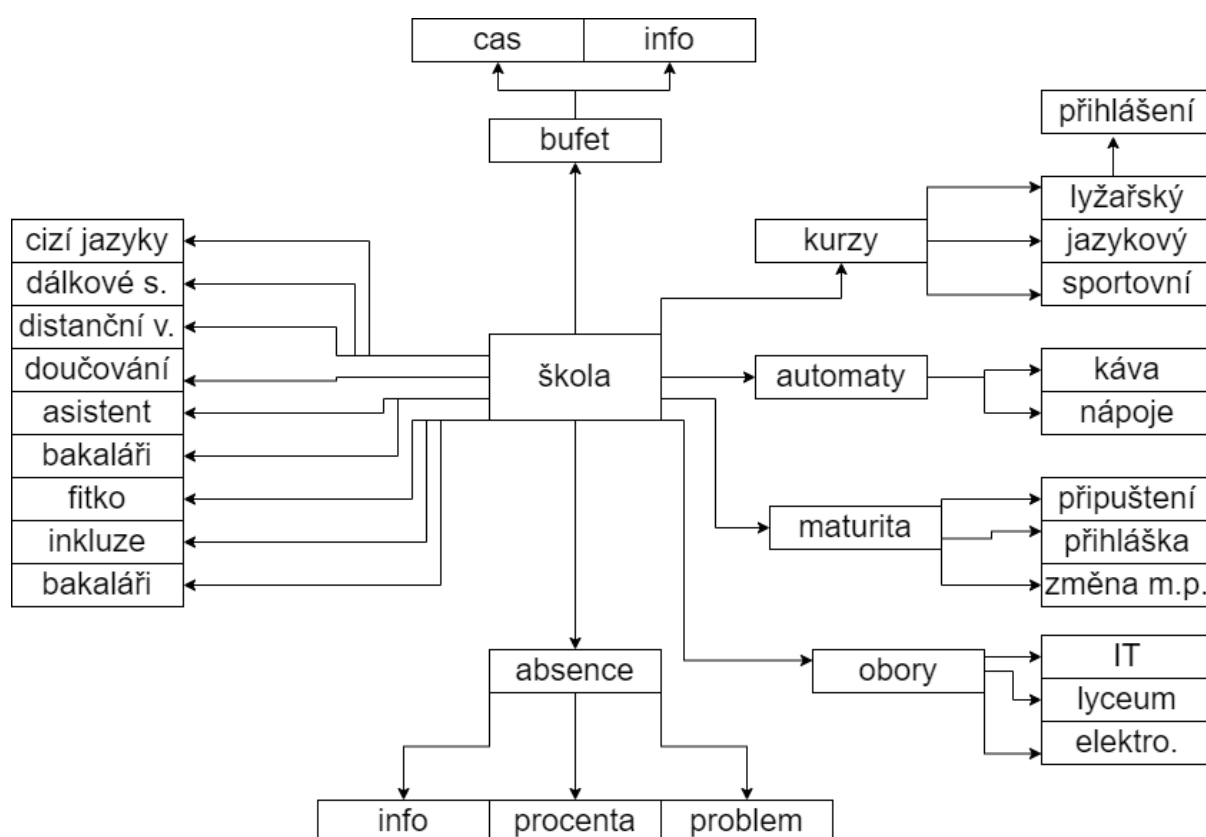 cas
info
bufet
přihlášení
lyžařský
kurzy
jazykový
sportovní
cizí jazyky
dálkové s.
distanční v.
doučování
asistent
bakaláři
fitko
inkluze
bakaláři
škola
automaty
káva
nápoje
maturita
připuštení
přihláška
změna m.p.
absence
obory
IT
lyceum
elektro.
info
procenta
problem